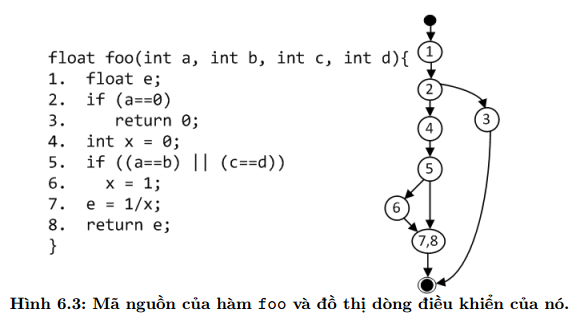 float foo(int a, int b, int c, int d){
1. float e;
2. if (a==0)
3. return 0;
4. int x = 0;
5. if ((a==b) || (c==d))
6. x = 1;
7. e = 1/x;
8. return e;
}
1
2
3
4
5
6
7,8
Hình 6.3: Mã nguồn của hàm foo và đồ thị dòng điều khiển của nó.